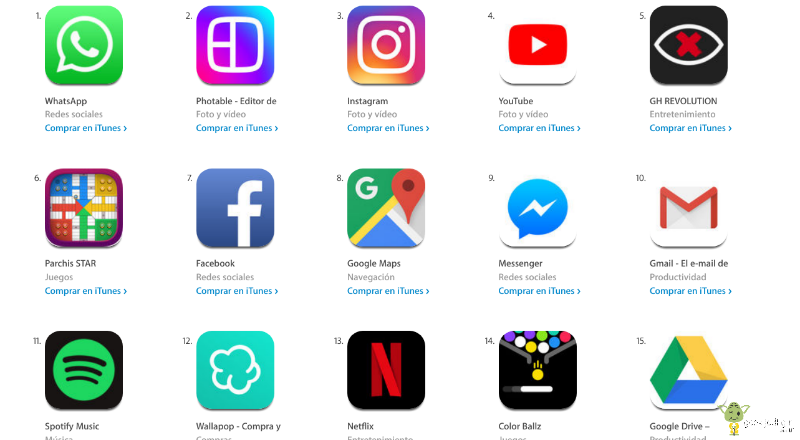 1. 2. 3. 4. 5.
WhatsApp Photable - Editor de Instagram YouTube GH REVOLUTION
Redes sociales Foto y vídeo Foto y vídeo Foto y vídeo Entretenimiento
Comprar en iTunes > Comprar en iTunes > Comprar en iTunes > Comprar en iTunes > Comprar en iTunes >
6. 7. 8. 9. 10.
f G
Parchis STAR Facebook Google Maps Messenger Gmail - El e-mail de
Juegos Redes sociales Navegación Redes sociales Productividad
Comprar en iTunes > Comprar en iTunes > Comprar en iTunes > Comprar en iTunes > Comprar en iTunes >
11. 12. 13. 14. 15.
N
Spotify Music Wallapop - Compra y Netflix Color Ballz Google Drive –
Música Compras Entretenimiento Juegos Productividad